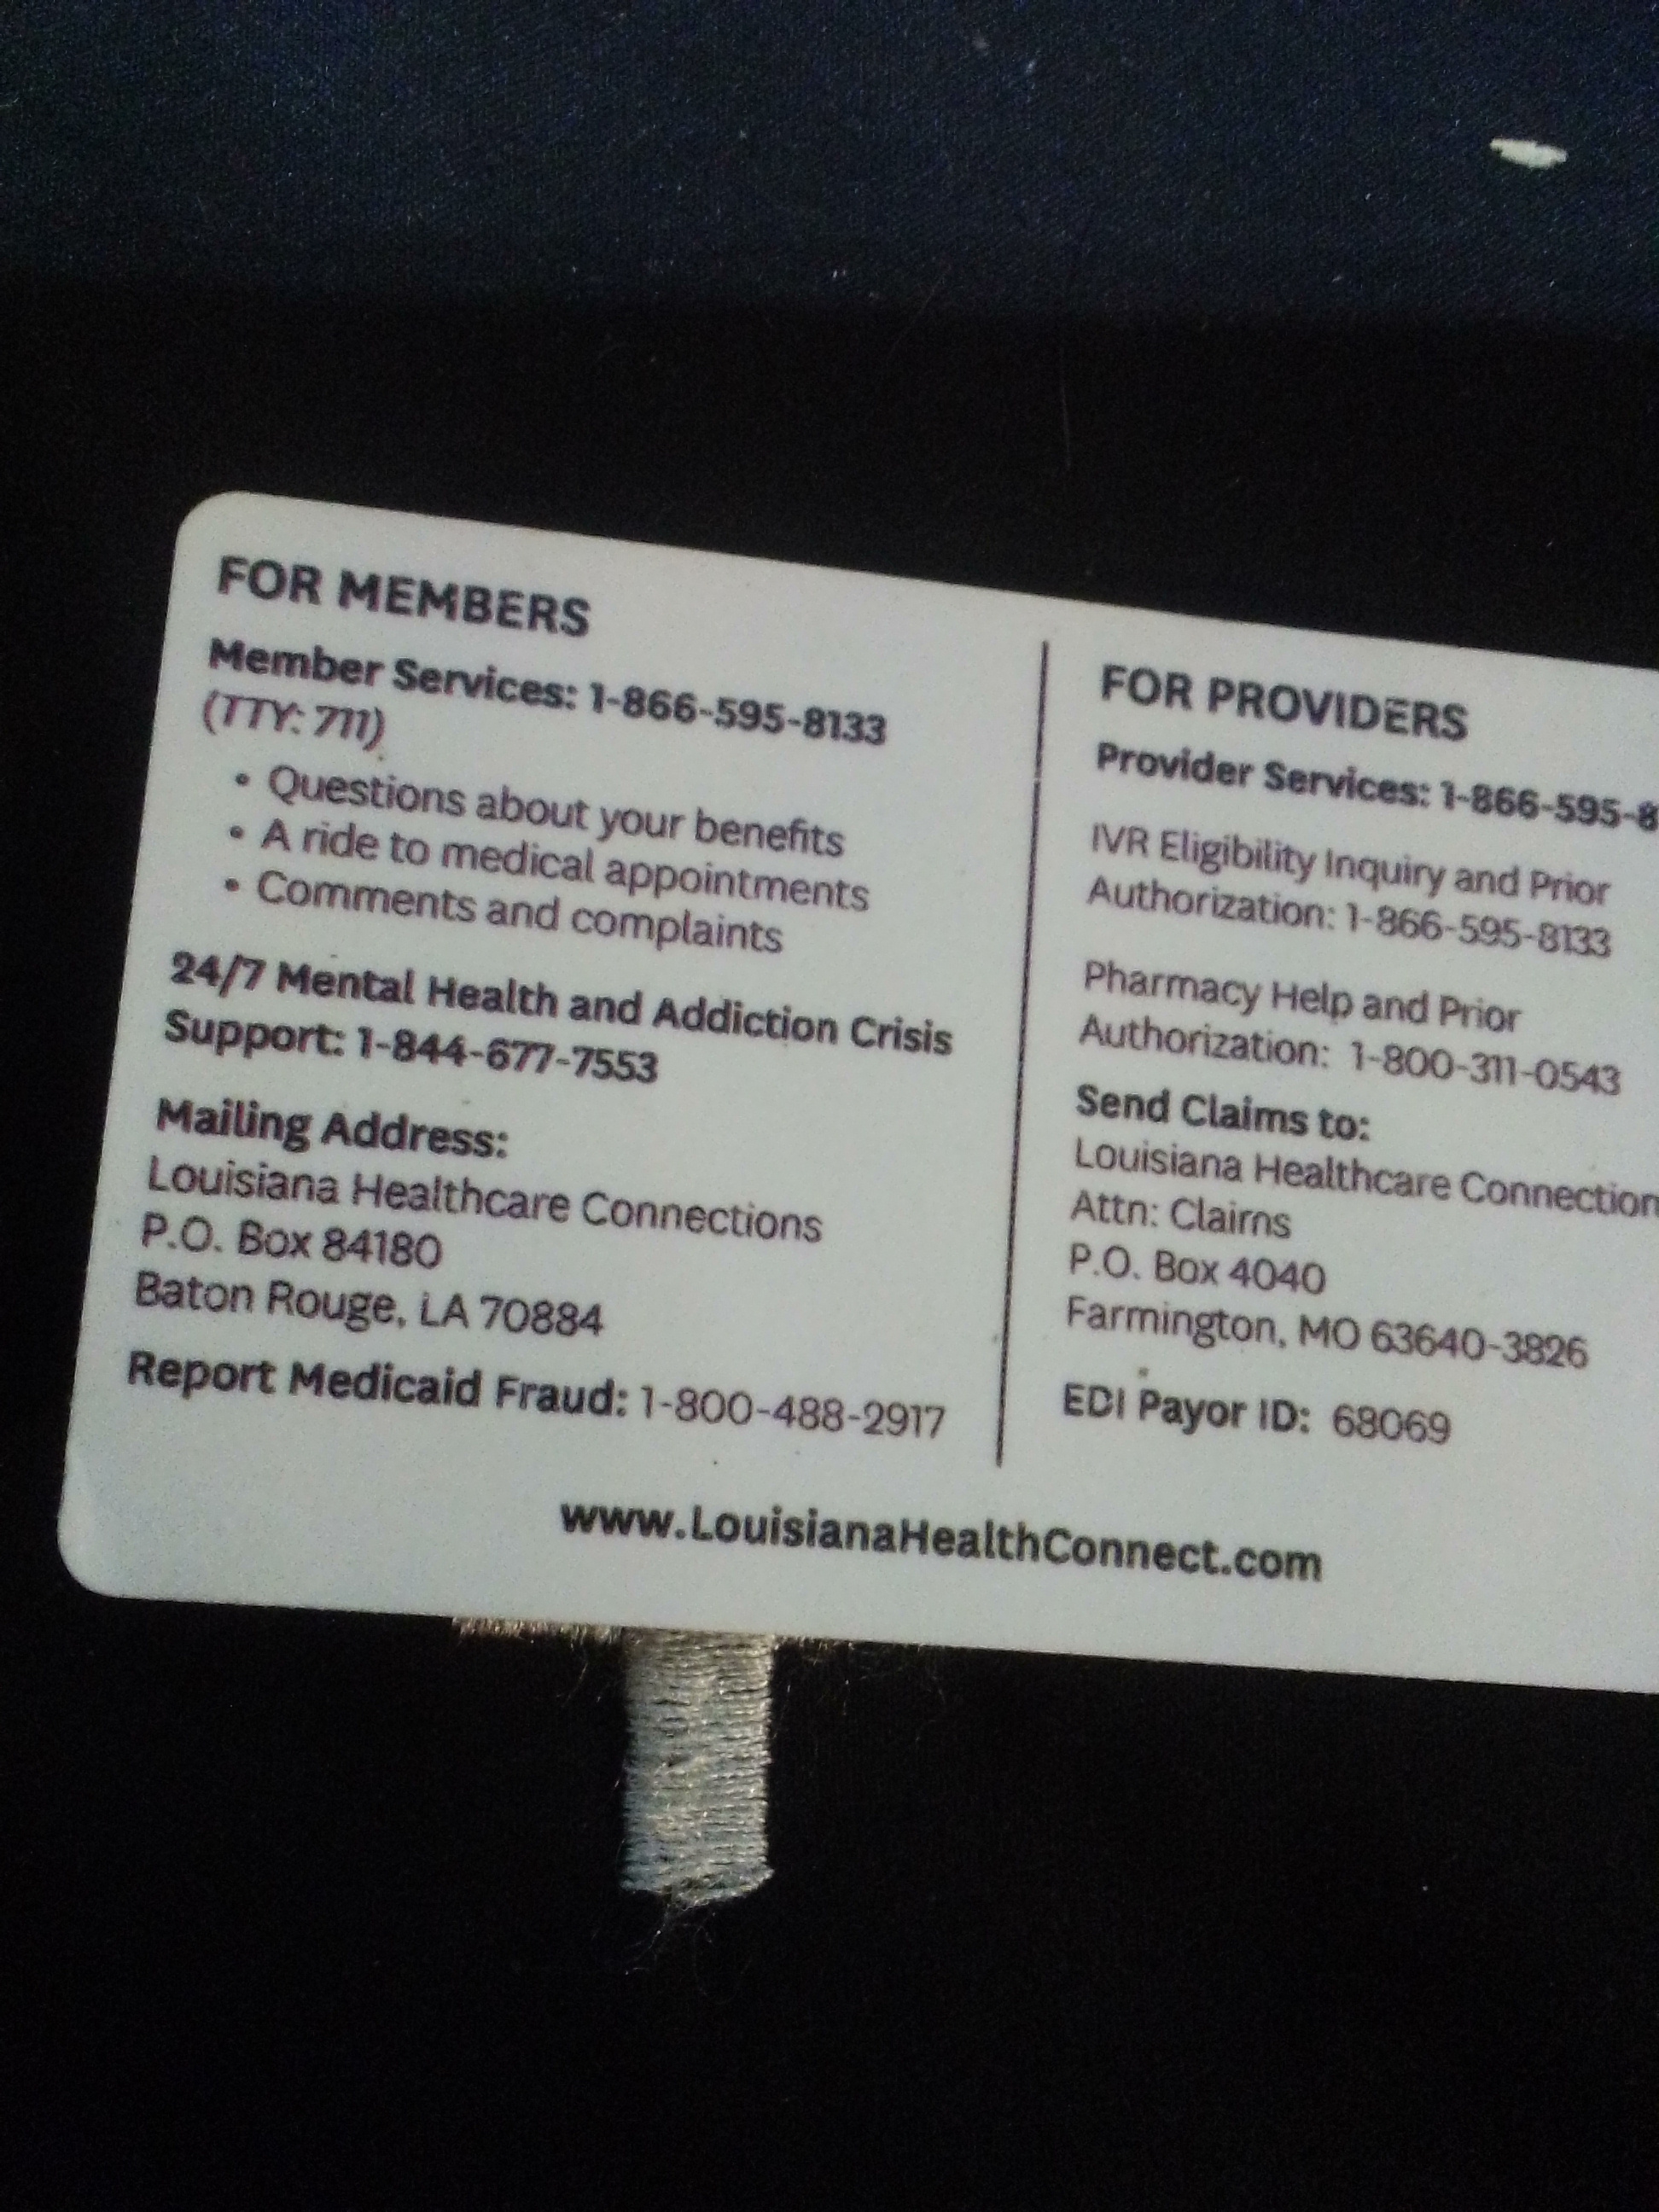 FOR MEMBERS
Member Services: 1-866-595-8133
(TTY: 711)
• Questions about your benefits
• A ride to medical appointments
• Comments and complaints
24/7 Mental Health and Addiction Crisis
Support: 1-844-677-7553
Mailing Address:
Louisiana Healthcare Connections
P.O. Box 84180
Baton Rouge, LA 70884
Report Medicaid Fraud: 1-800-488-2917
FOR PROVIDERS
Provider Services: 1-866-595-8
IVR Eligibility Inquiry and Prior
Authorization: 1-866-595-8133
Pharmacy Help and Prior
Authorization: 1-800-311-0543
Send Claims to:
Louisiana Healthcare Connection
Attn: Claims
P.O. Box 4040
Farmington, MO 63640-3826
EDI Payor ID: 68069
www.LouisianaHealthConnect.com